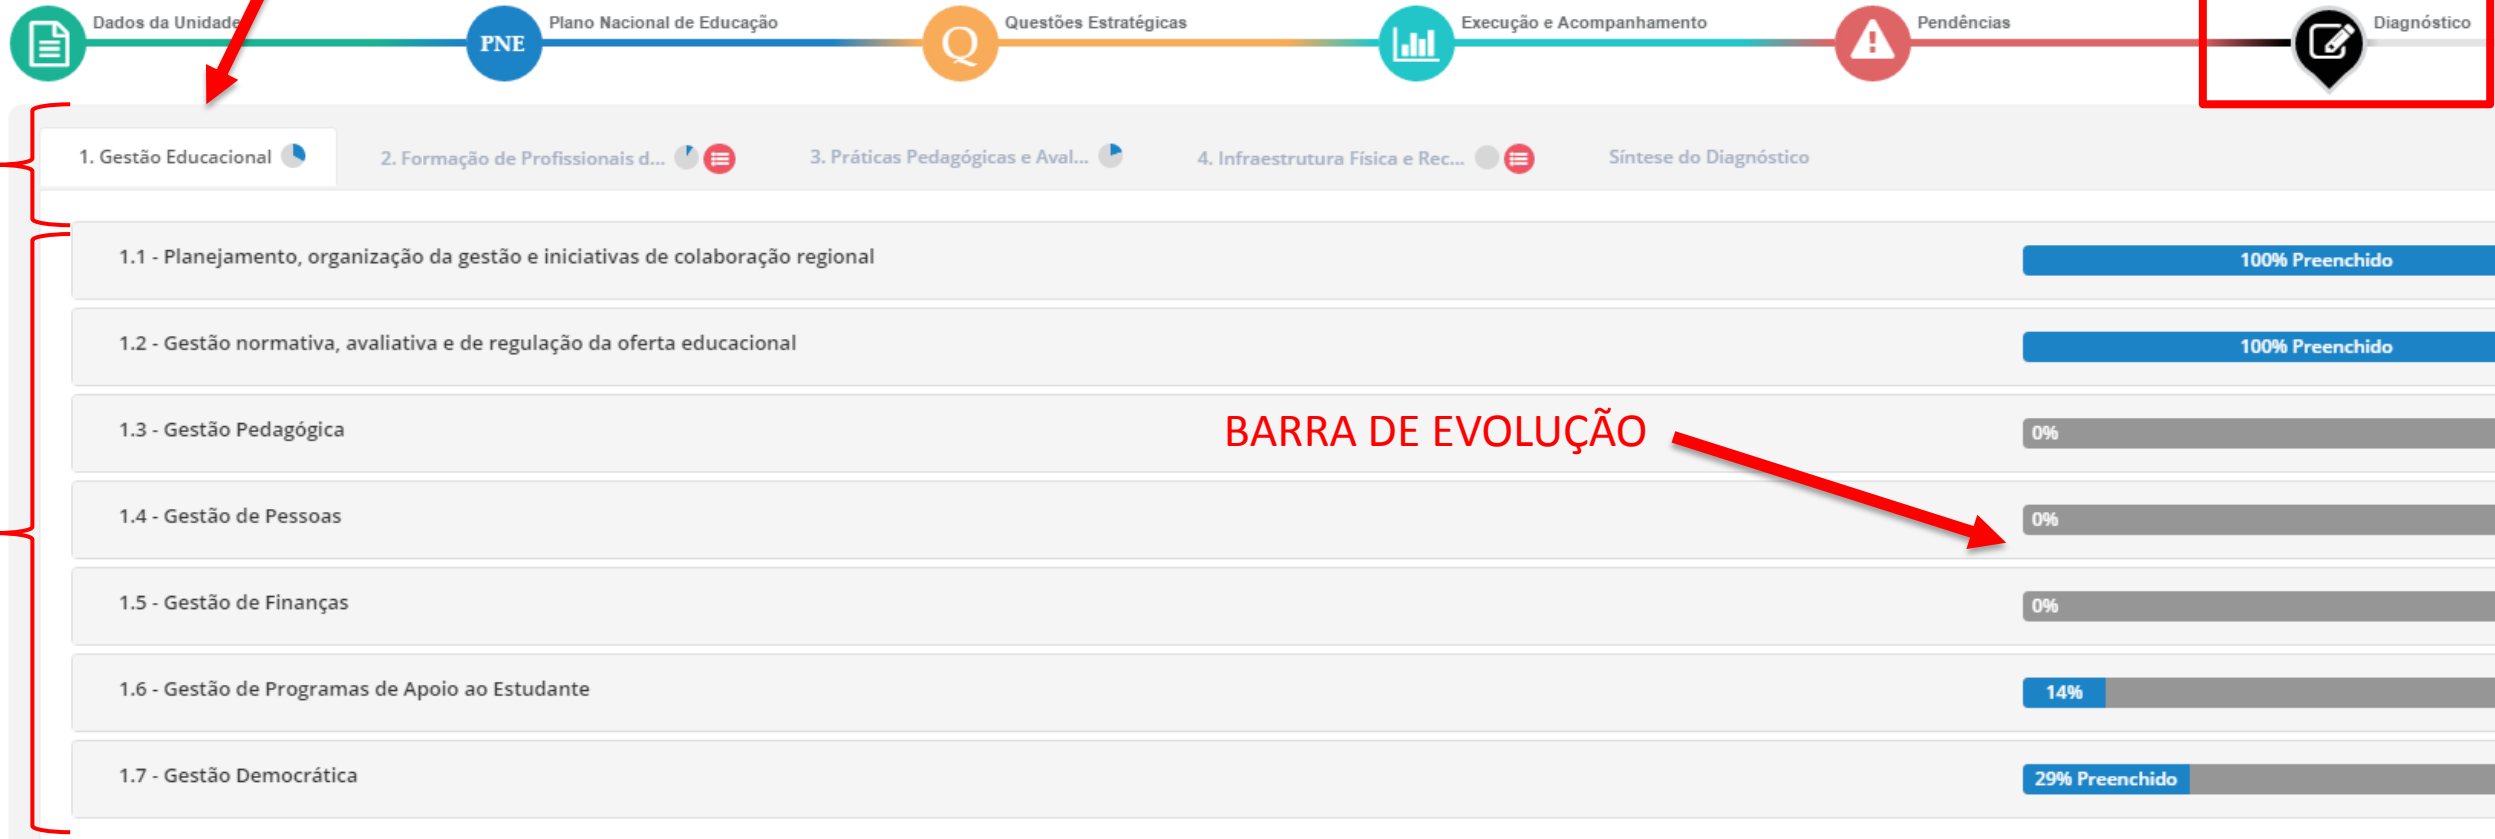 Dados da Unidade
Plano Nacional de Educação
Questões Estratégicas
Execução e Acompanhamento
Pendências
Diagnóstico
PNE
Q
1. Gestão Educacional
2. Formação de Profissionais d...
3. Práticas Pedagógicas e Aval...
4. Infraestrutura Física e Rec...
Síntese do Diagnóstico
1.1 - Planejamento, organização da gestão e iniciativas de colaboração regional
100% Preenchido
1.2 - Gestão normativa, avaliativa e de regulação da oferta educacional
100% Preenchido
1.3 - Gestão Pedagógica
BARRA DE EVOLUÇÃO
0%
1.4 - Gestão de Pessoas
0%
1.5 - Gestão de Finanças
0%
1.6 - Gestão de Programas de Apoio ao Estudante
14%
1.7 - Gestão Democrática
29% Preenchido